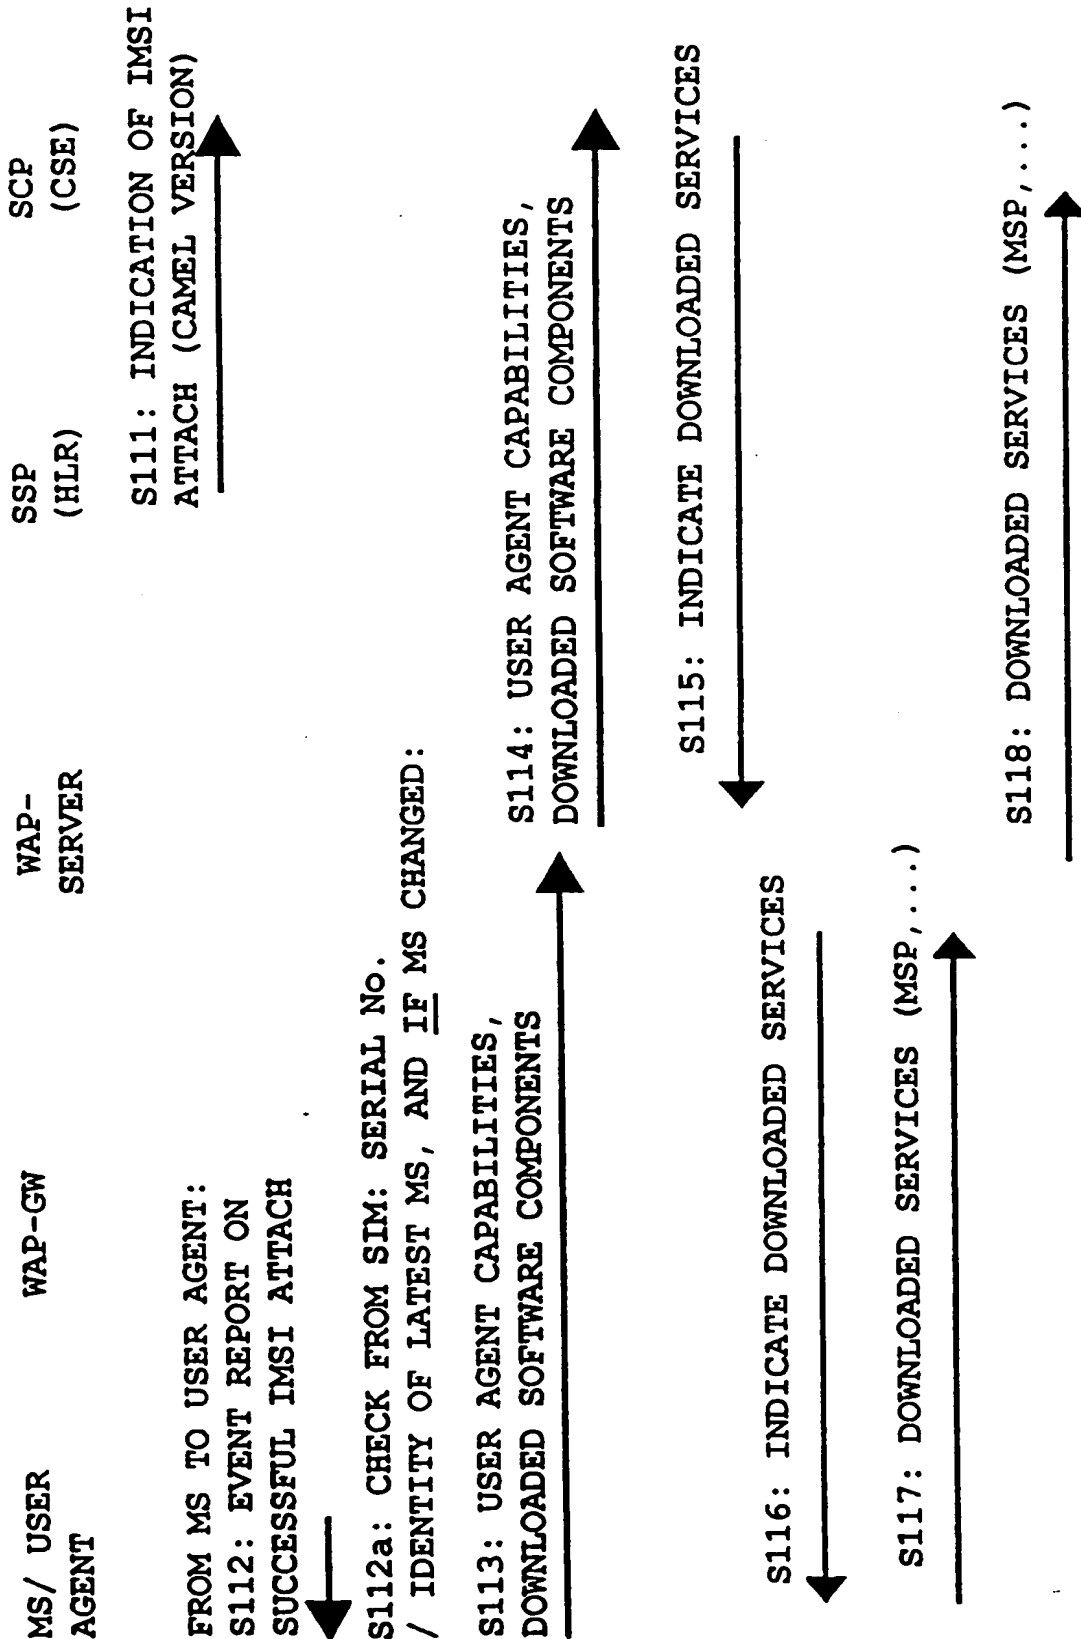 MS/ USER
AGENT
WAP-GW
WAP-
SERVER
SSP
(HLR)
SCP
(CSE)
S111: INDICATION OF IMSI
ATTACH (CAMEL VERSION)
FROM MS TO USER AGENT:
S112: EVENT REPORT ON
SUCCESSFUL IMSI ATTACH
S112a: CHECK FROM SIM: SERIAL No.
/ IDENTITY OF LATEST MS, AND IF MS CHANGED:
S113: USER AGENT CAPABILITIES,
DOWNLOADED SOFTWARE COMPONENTS
S114: USER AGENT CAPABILITIES,
DOWNLOADED SOFTWARE COMPONENTS
S115: INDICATE DOWNLOADED SERVICES
S116: INDICATE DOWNLOADED SERVICES
S117: DOWNLOADED SERVICES (MSP,...)
S118: DOWNLOADED SERVICES (MSP,...)